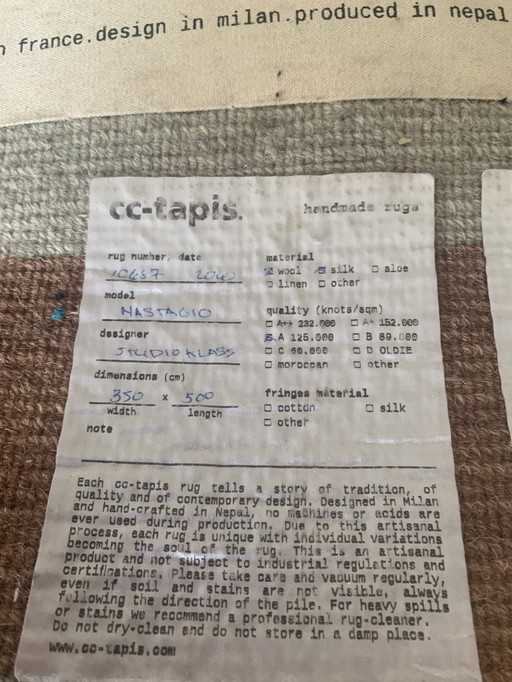 france.design in milan.produced in nepal
cc-tapis.
handmade rugs
rug number, date
material
☒ wool ☒ silk ☐ aloe
☐ linen ☐ other
model
NASTAGIO
quality (knots/sqm)
☐ A++ 232.000 ☐ A+ 152.000
☒ A 125.000 ☐ B 89.000
designer
STUDIO KLASS
☐ C ☐ D OLDIE
☐ moroccan ☐ other
dimensions (cm)
350 x 500
width length
fringes material
☐ cotton ☐ silk
☐ other
note
Each cc-tapis rug tells a story of tradition, of
quality and of contemporary design. Designed in Milan
and hand-crafted in Nepal, no machines or acids are
ever used during production. Due to this artisanal
process, each rug is unique with individual variations
becoming the soul of the rug. This is an artisanal
product and not subject to industrial regulations and
certifications. Please take care and vacuum regularly,
even if soil and stains are not visible, always
following the direction of the pile. For heavy spills
or stains we recommend a professional rug-cleaner.
Do not dry-clean and do not store in a damp place.
www.cc-tapis.com